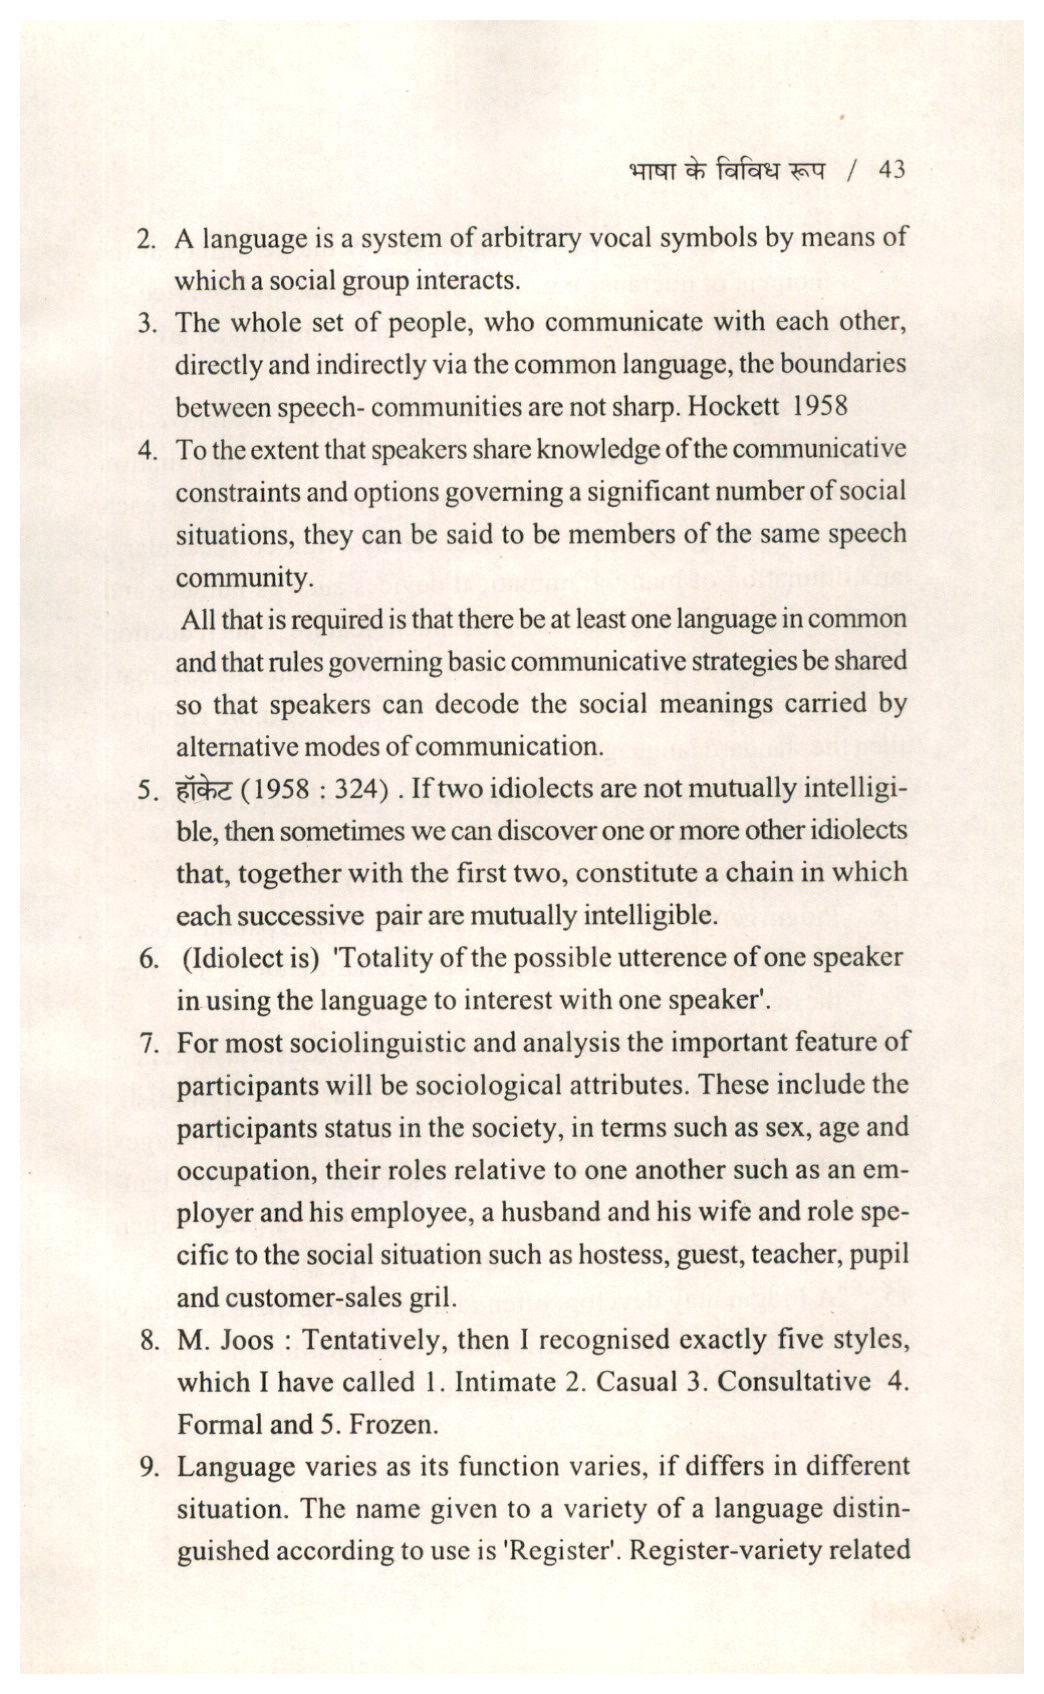 भाषा के विविध रूप / 43
2. A language is a system of arbitrary vocal symbols by means of
which a social group interacts.
3. The whole set of people, who communicate with each other,
directly and indirectly via the common language, the boundaries
between speech- communities are not sharp. Hockett 1958
4. To the extent that speakers share knowledge of the communicative
constraints and options governing a significant number of social
situations, they can be said to be members of the same speech
community.
All that is required is that there be at least one language in common
and that rules governing basic communicative strategies be shared
so that speakers can decode the social meanings carried by
alternative modes of communication.
5. हॉकेट (1958 : 324) . If two idiolects are not mutually intelligi-
ble, then sometimes we can discover one or more other idiolects
that, together with the first two, constitute a chain in which
each successive pair are mutually intelligible.
6. (Idiolect is) 'Totality of the possible utterence of one speaker
in using the language to interest with one speaker'.
7. For most sociolinguistic and analysis the important feature of
participants will be sociological attributes. These include the
participants status in the society, in terms such as sex, age and
occupation, their roles relative to one another such as an em-
ployer and his employee, a husband and his wife and role spe-
cific to the social situation such as hostess, guest, teacher, pupil
and customer-sales gril.
8. M. Joos : Tentatively, then I recognised exactly five styles,
which I have called 1. Intimate 2. Casual 3. Consultative 4.
Formal and 5. Frozen.
9. Language varies as its function varies, if differs in different
situation. The name given to a variety of a language distin-
guished according to use is 'Register'. Register-variety related